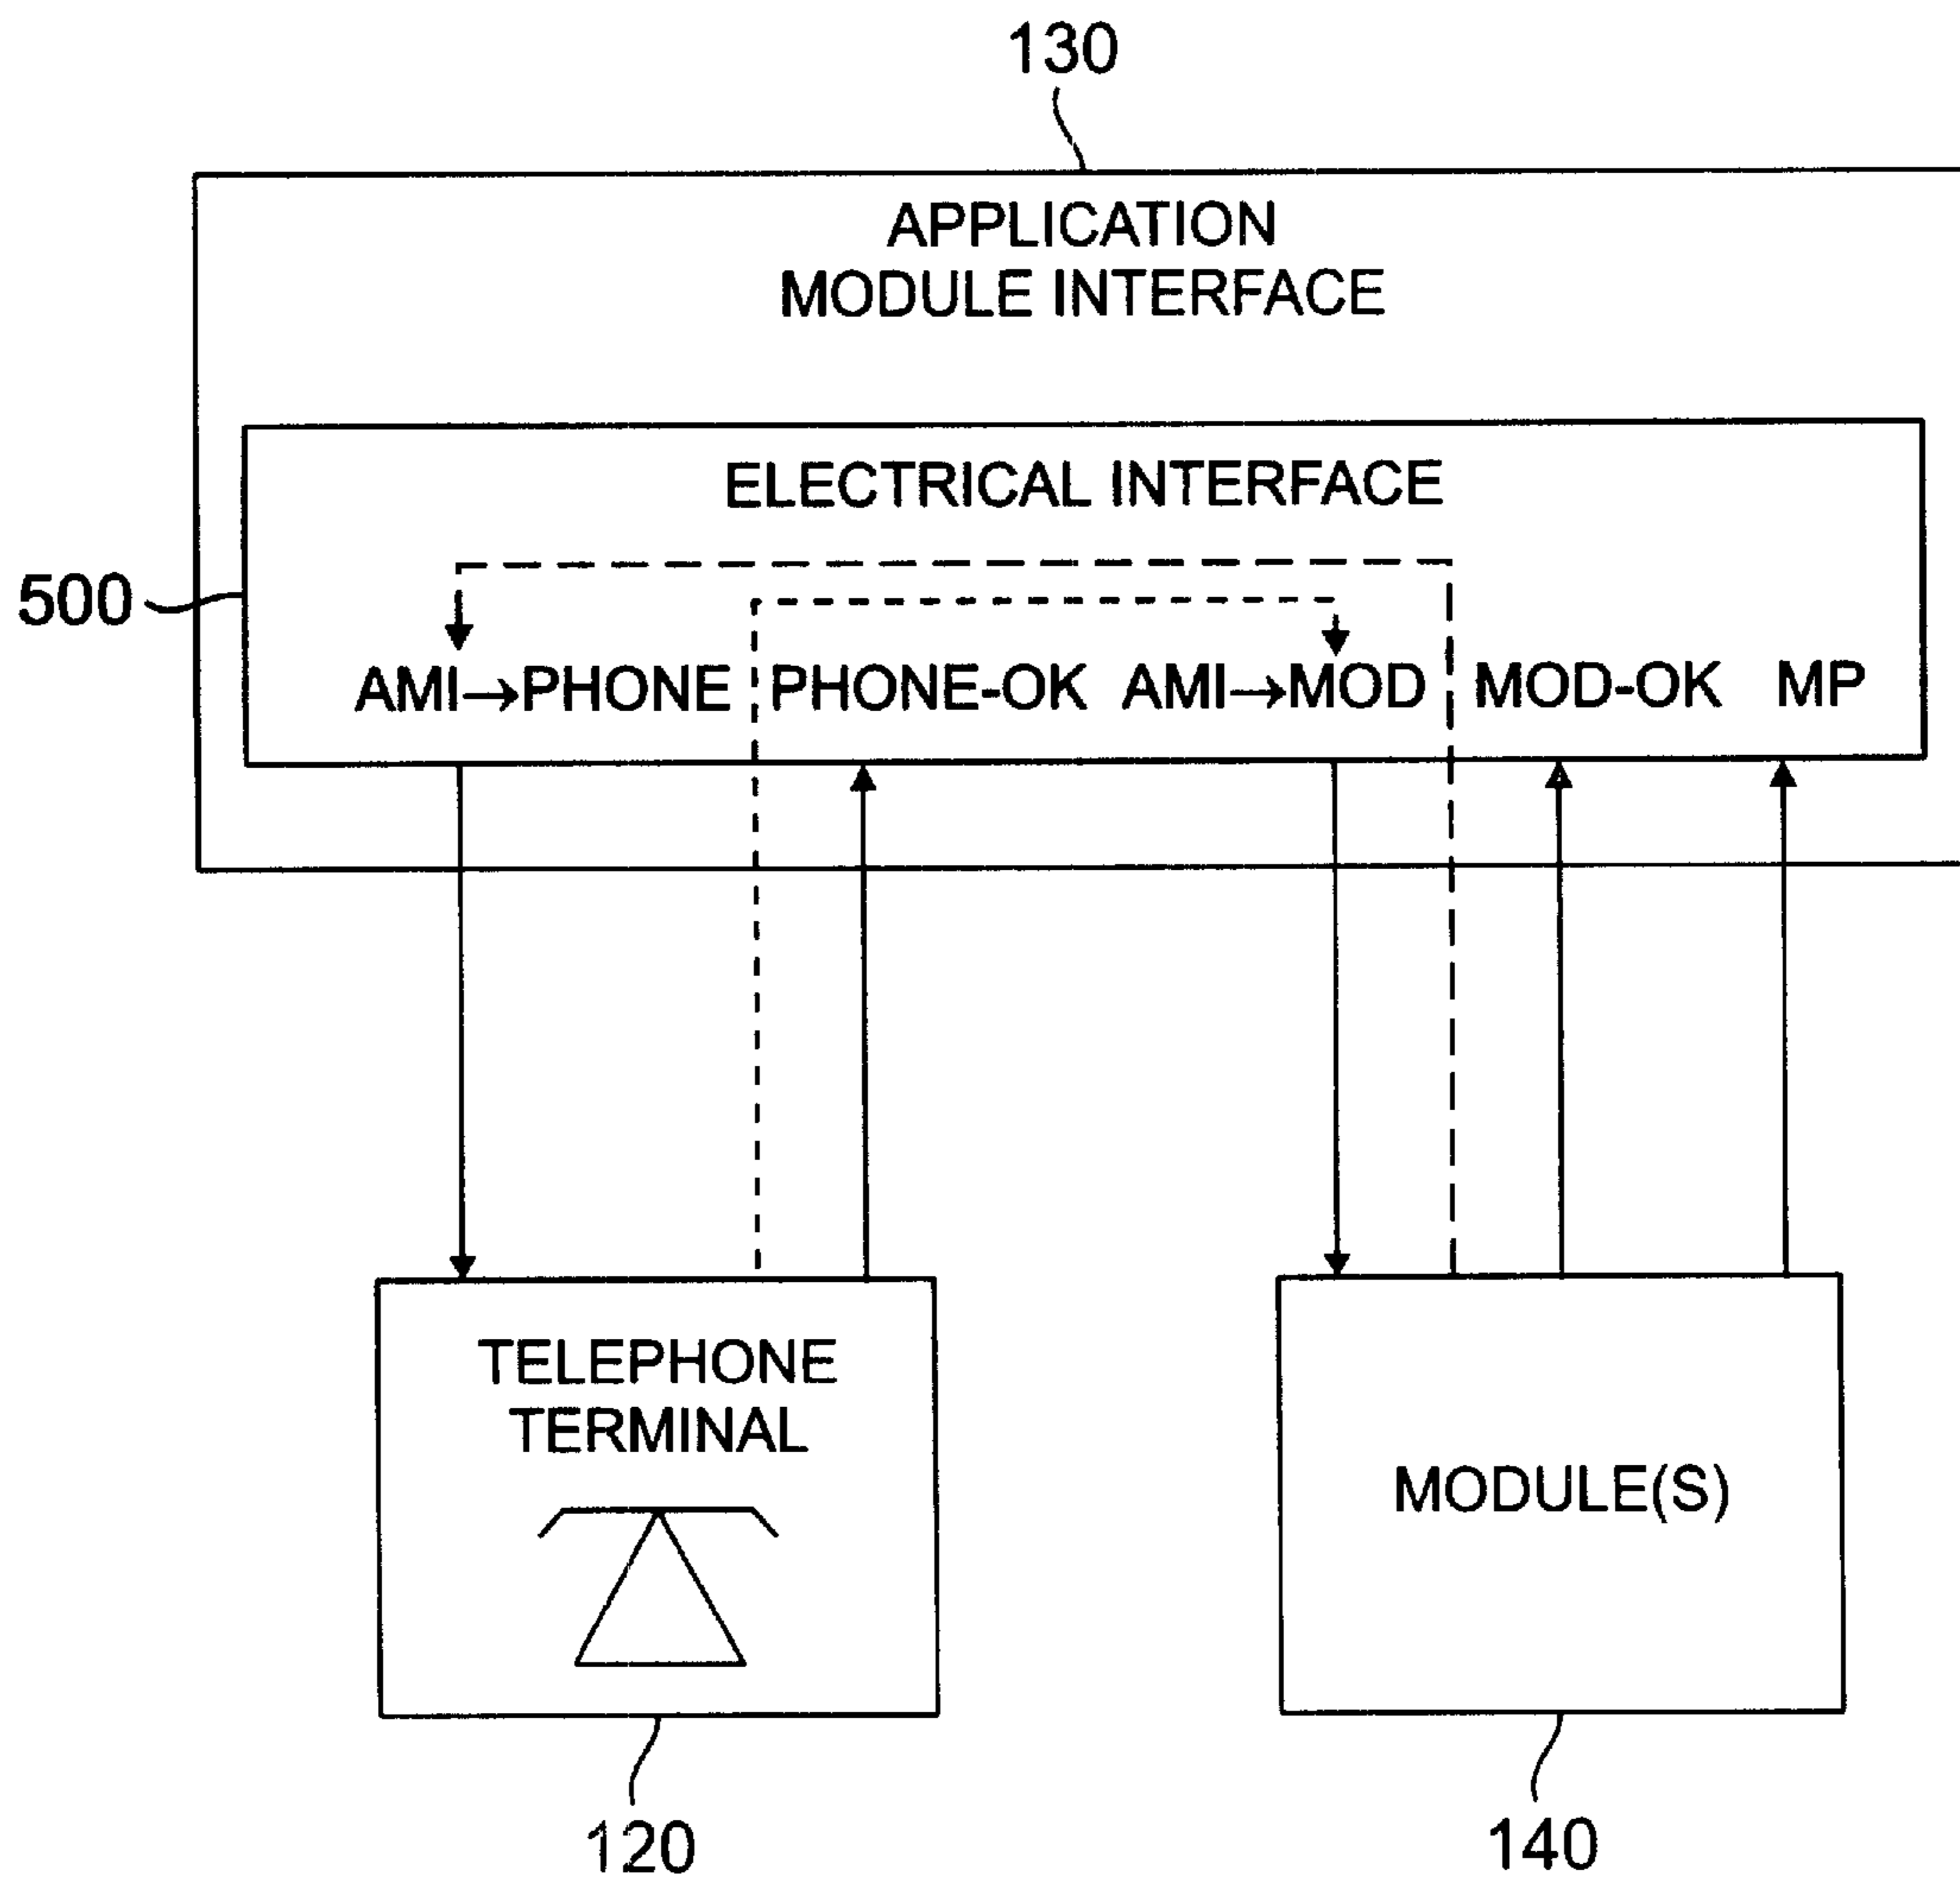 130
APPLICATION
MODULE INTERFACE
ELECTRICAL INTERFACE
500
AMI→PHONE PHONE-OK AMI→MOD MOD-OK MP
TELEPHONE
TERMINAL
MODULE(S)
120
140